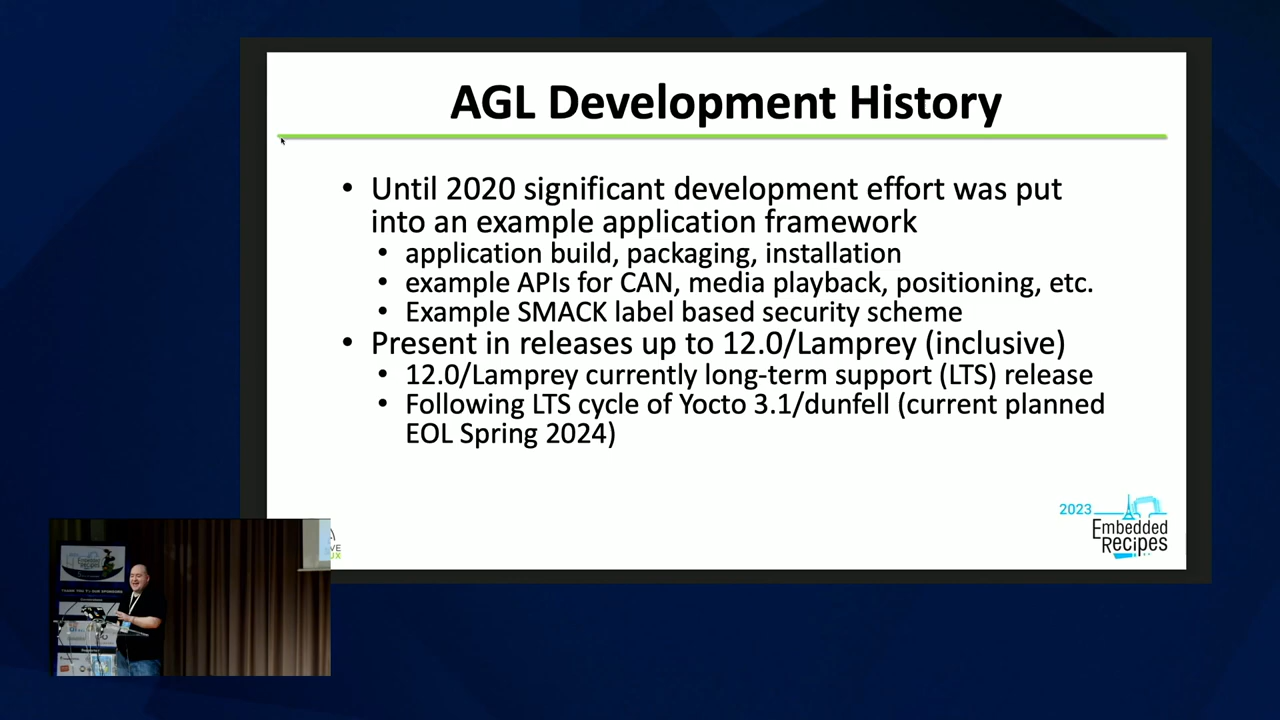 AGL Development History
• Until 2020 significant development effort was put
into an example application framework
• application build, packaging, installation
• example APIs for CAN, media playback, positioning, etc.
• Example SMACK label based security scheme
• Present in releases up to 12.0/Lamprey (inclusive)
• 12.0/Lamprey currently long-term support (LTS) release
• Following LTS cycle of Yocto 3.1/dunfell (current planned
EOL Spring 2024)
2023
Embedded
Recipes
Embedded
Recipes